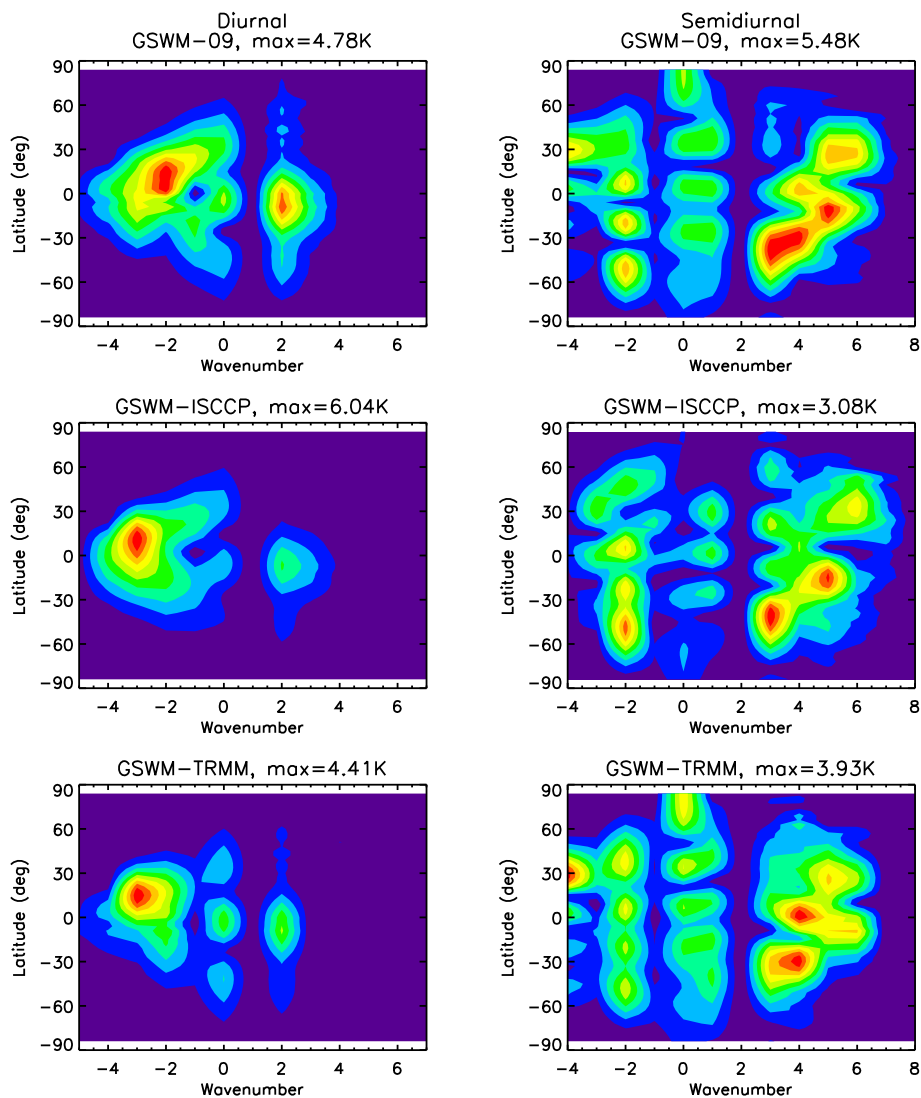 Diurnal
GSWM-09, max=4.78K
90
60
30
0
-30
-60
-90
Latitude (deg)
-4 -2 0 2 4 6
Wavenumber
Semidiurnal
GSWM-09, max=5.48K
90
60
30
0
-30
-60
-90
Latitude (deg)
-4 -2 0 2 4 6 8
Wavenumber
GSWM-ISCCP, max=6.04K
90
60
30
0
-30
-60
-90
Latitude (deg)
-4 -2 0 2 4 6
Wavenumber
GSWM-ISCCP, max=3.08K
90
60
30
0
-30
-60
-90
Latitude (deg)
-4 -2 0 2 4 6 8
Wavenumber
GSWM-TRMM, max=4.41K
90
60
30
0
-30
-60
-90
Latitude (deg)
-4 -2 0 2 4 6
Wavenumber
GSWM-TRMM, max=3.93K
90
60
30
0
-30
-60
-90
Latitude (deg)
-4 -2 0 2 4 6 8
Wavenumber